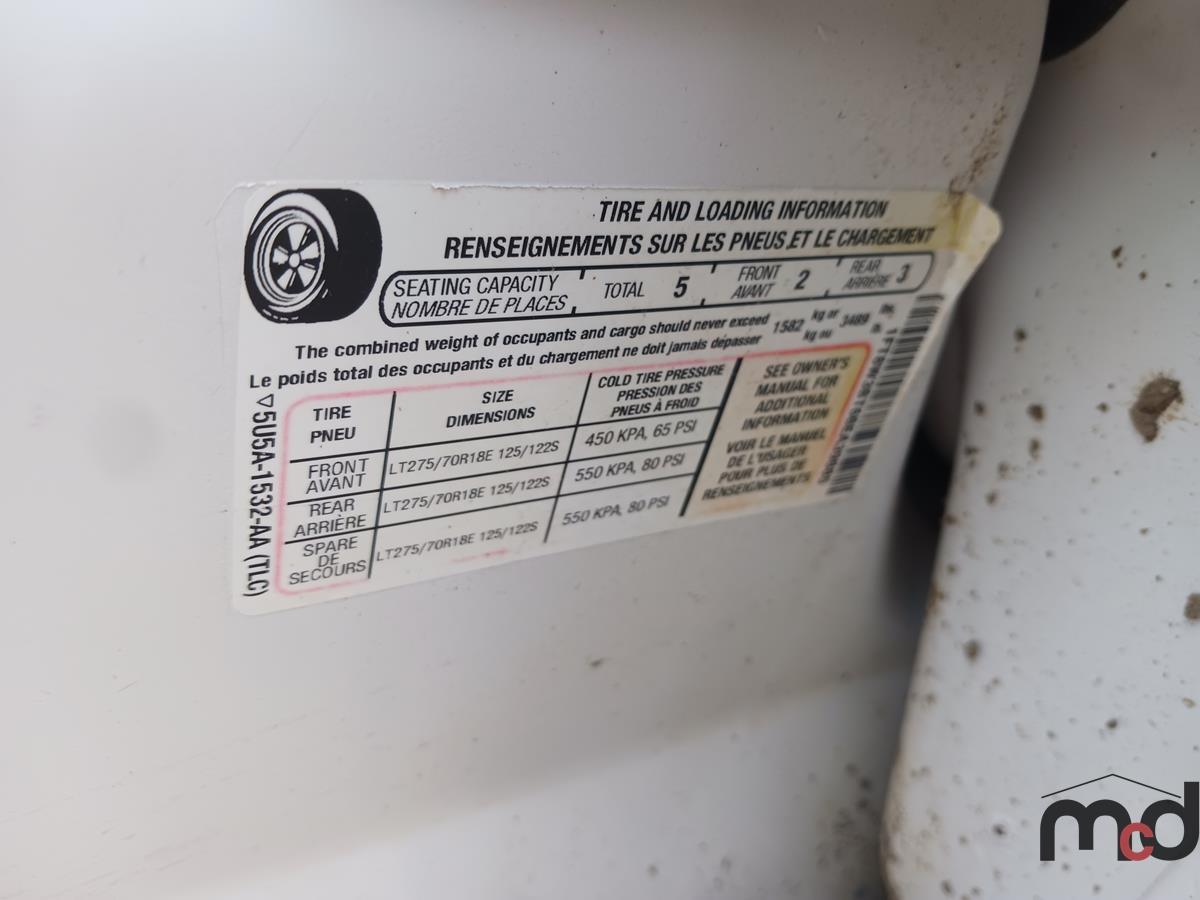 TIRE AND LOADING INFORMATION
RENSEIGNEMENTS SUR LES PNEUS ET LE CHARGEMENT
SEATING CAPACITY
NOMBRE DE PLACES
TOTAL 5
FRONT
AVANT 2
REAR
ARRIÈRE 3
The combined weight of occupants and cargo should never exceed 1582 kg or 3489 lbs.
Le poids total des occupants et du chargement ne doit jamais dépasser kg ou lb.
TIRE
PNEU
SIZE
DIMENSIONS
COLD TIRE PRESSURE
PRESSION DES
PNEUS À FROID
FRONT
AVANT
LT275/70R18E 125/122S
450 KPA, 65 PSI
REAR
ARRIÈRE
LT275/70R18E 125/122S
550 KPA, 80 PSI
SPARE
DE
SECOURS
LT275/70R18E 125/122S
550 KPA, 80 PSI
SEE OWNER'S
MANUAL FOR
ADDITIONAL
INFORMATION
VOIR LE MANUEL
DE L'USAGER
POUR PLUS DE
RENSEIGNEMENTS
5U5A-1532-AA (TLC)
mcd